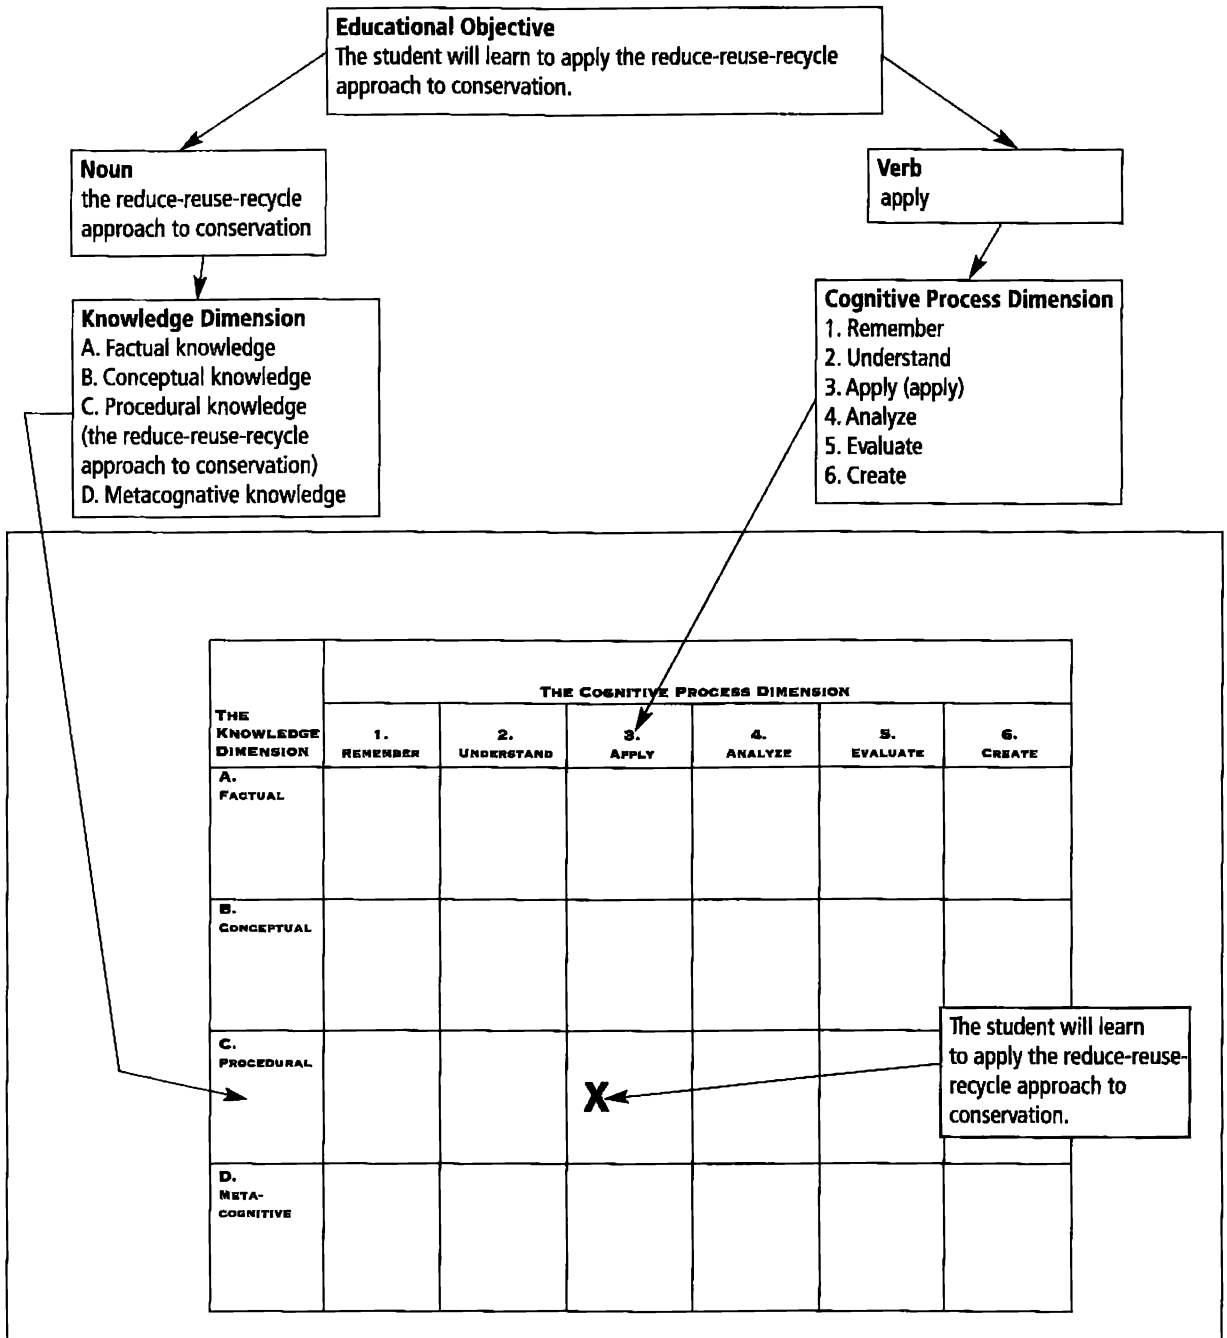 Educational Objective
The student will learn to apply the reduce-reuse-recycle
approach to conservation.
Noun
the reduce-reuse-recycle
approach to conservation
Verb
apply
Knowledge Dimension
A. Factual knowledge
B. Conceptual knowledge
C. Procedural knowledge
(the reduce-reuse-recycle
approach to conservation)
D. Metacognative knowledge
Cognitive Process Dimension
1. Remember
2. Understand
3. Apply (apply)
4. Analyze
5. Evaluate
6. Create
THE COGNITIVE PROCESS DIMENSION
THE
KNOWLEDGE
DIMENSION
1.
REMEMBER
2.
UNDERSTAND
3.
APPLY
4.
ANALYZE
5.
EVALUATE
6.
CREATE
A.
FACTUAL
B.
CONCEPTUAL
C.
PROCEDURAL
X
The student will learn
to apply the reduce-reuse-
recycle approach to
conservation.
D.
META-
COGNITIVE